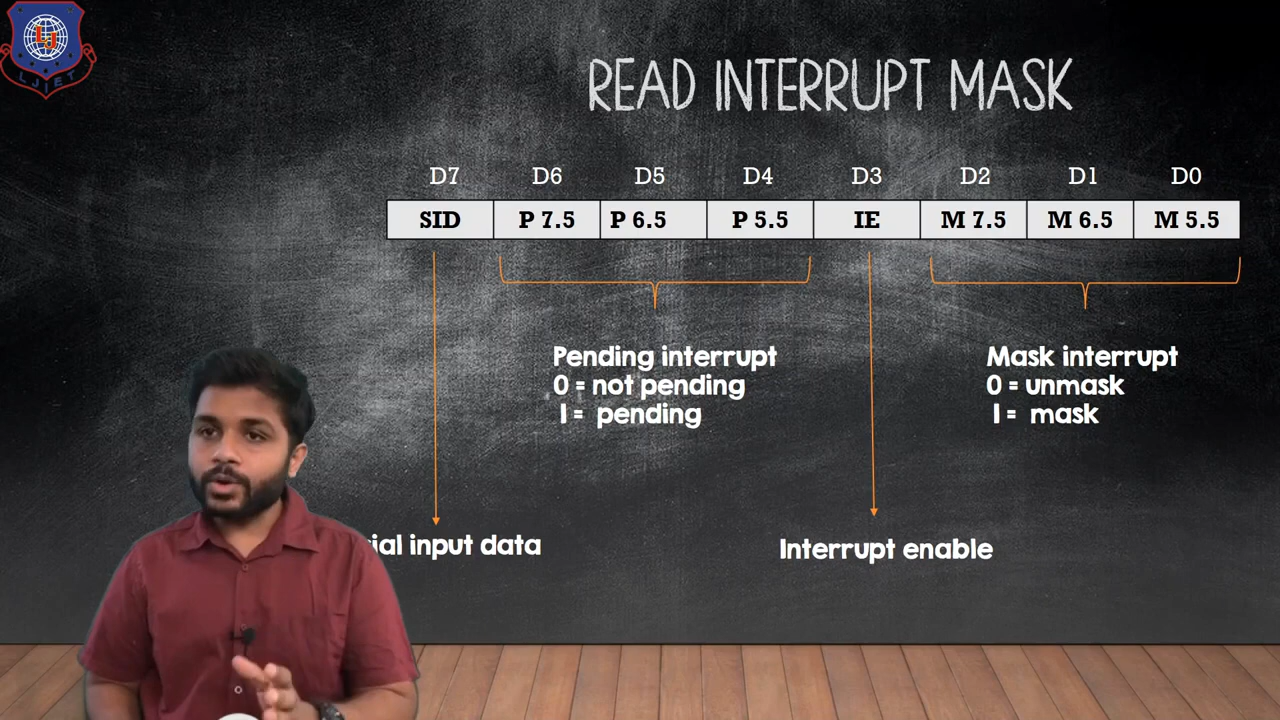 LJ
LJIET
READ INTERRUPT MASK
D7 D6 D5 D4 D3 D2 D1 D0
SID P 7.5 P 6.5 P 5.5 IE M 7.5 M 6.5 M 5.5
Pending interrupt
0 = not pending
1 = pending
Mask interrupt
0 = unmask
1 = mask
input data
Interrupt enable